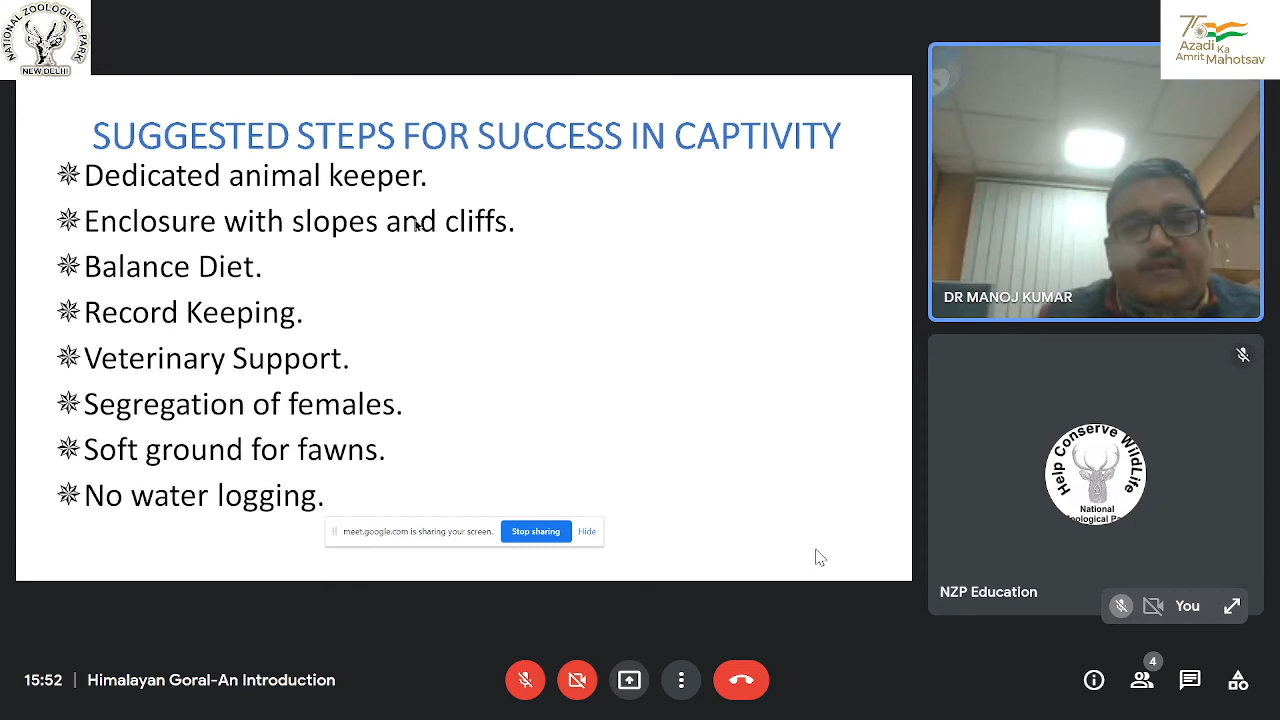 NATIONAL ZOOLOGICAL PARK
NEW DELHI
75
Azadi
Ka
Amrit Mahotsav
SUGGESTED STEPS FOR SUCCESS IN CAPTIVITY
Dedicated animal keeper.
Enclosure with slopes and cliffs.
Balance Diet.
Record Keeping.
Veterinary Support.
Segregation of females.
Soft ground for fawns.
No water logging.
meet.google.com is sharing your screen.
Stop sharing
Hide
DR MANOJ KUMAR
Help Conserve WildLife
National
Zoological Pa
NZP Education
You
15:52 | Himalayan Goral-An Introduction
4